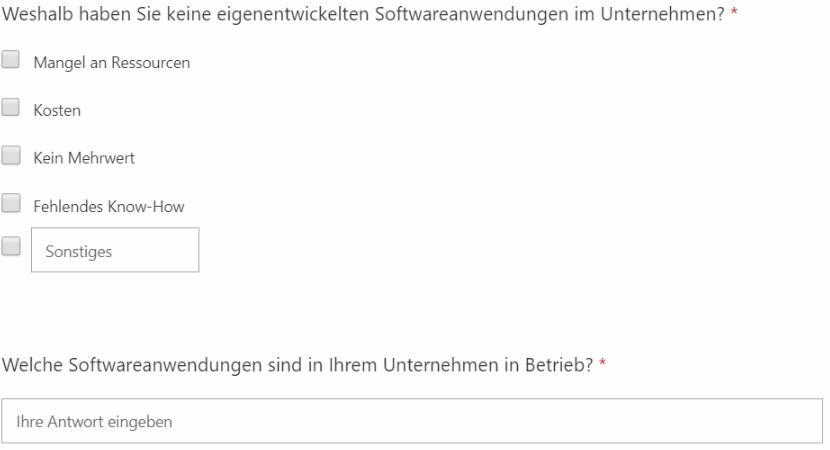 Weshalb haben Sie keine eigenentwickelten Softwareanwendungen im Unternehmen? *
Mangel an Ressourcen
Kosten
Kein Mehrwert
Fehlendes Know-How
Sonstiges
Welche Softwareanwendungen sind in Ihrem Unternehmen in Betrieb? *
Ihre Antwort eingeben